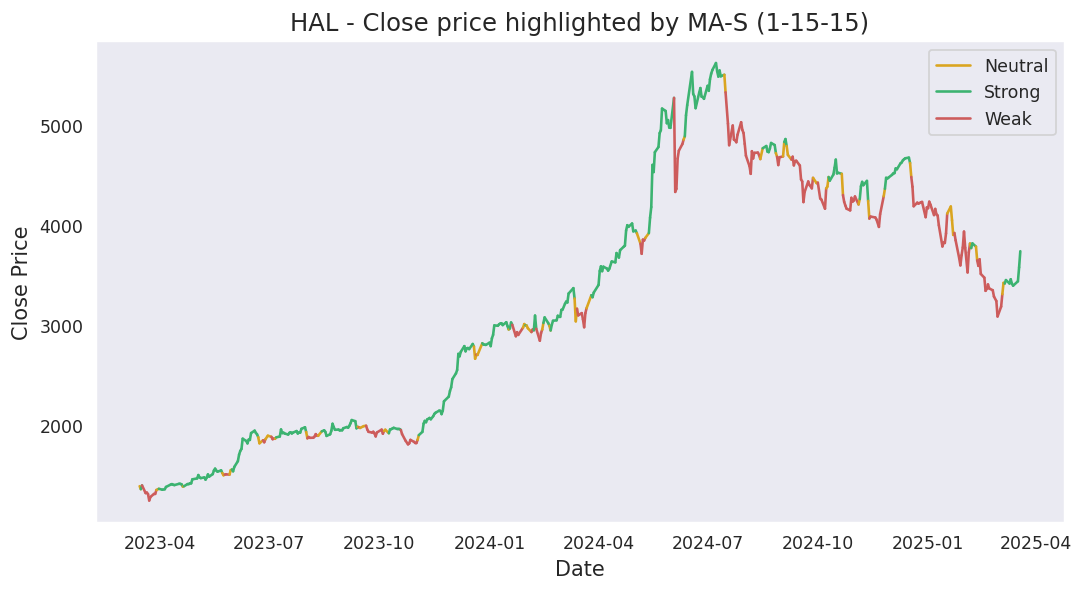 HAL - Close price highlighted by MA-S (1-15-15)
Neutral
Strong
Weak
Close Price
5000
4000
3000
2000
2023-04 2023-07 2023-10 2024-01 2024-04 2024-07 2024-10 2025-01 2025-04
Date